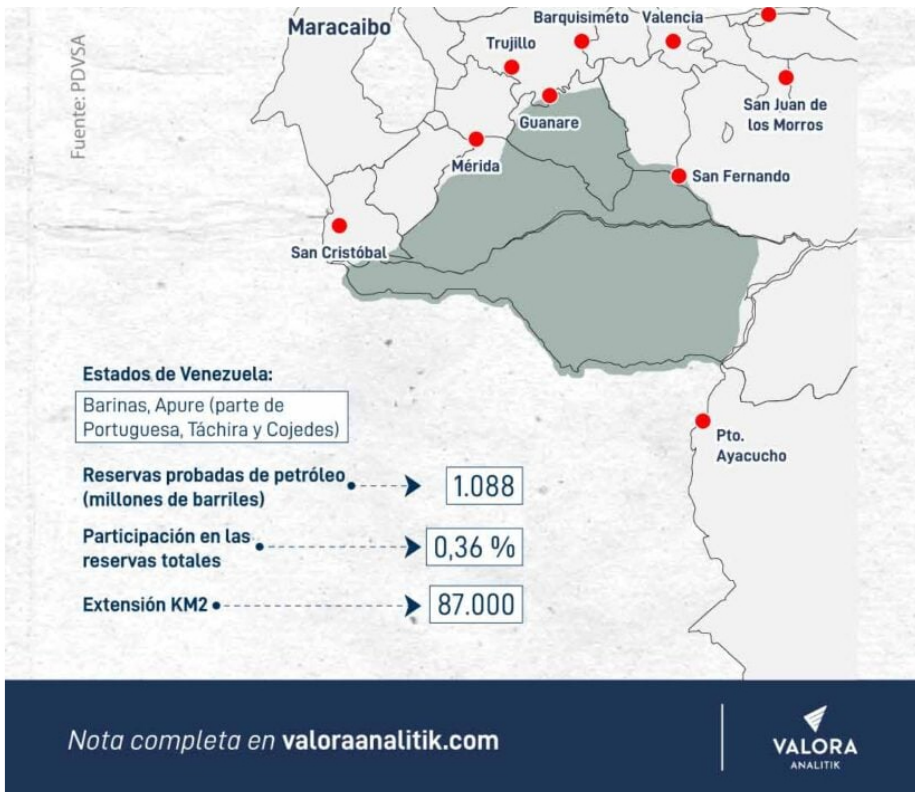 Barquisimeto
Valencia
Maracaibo
Trujillo
Fuente: PDVSA
San Juan de
los Morros
Guanare
Mérida
San Fernando
San Cristóbal
Estados de Venezuela:
Barinas, Apure (parte de
Portuguesa, Táchira y Cojedes)
Pto.
Ayacucho
Reservas probadas de petróleo
(millones de barriles)
1.088
Participación en las
reservas totales
0,36 %
Extensión KM2
87.000
Nota completa en valoraanalitik.com
VALORA
ANALITIK